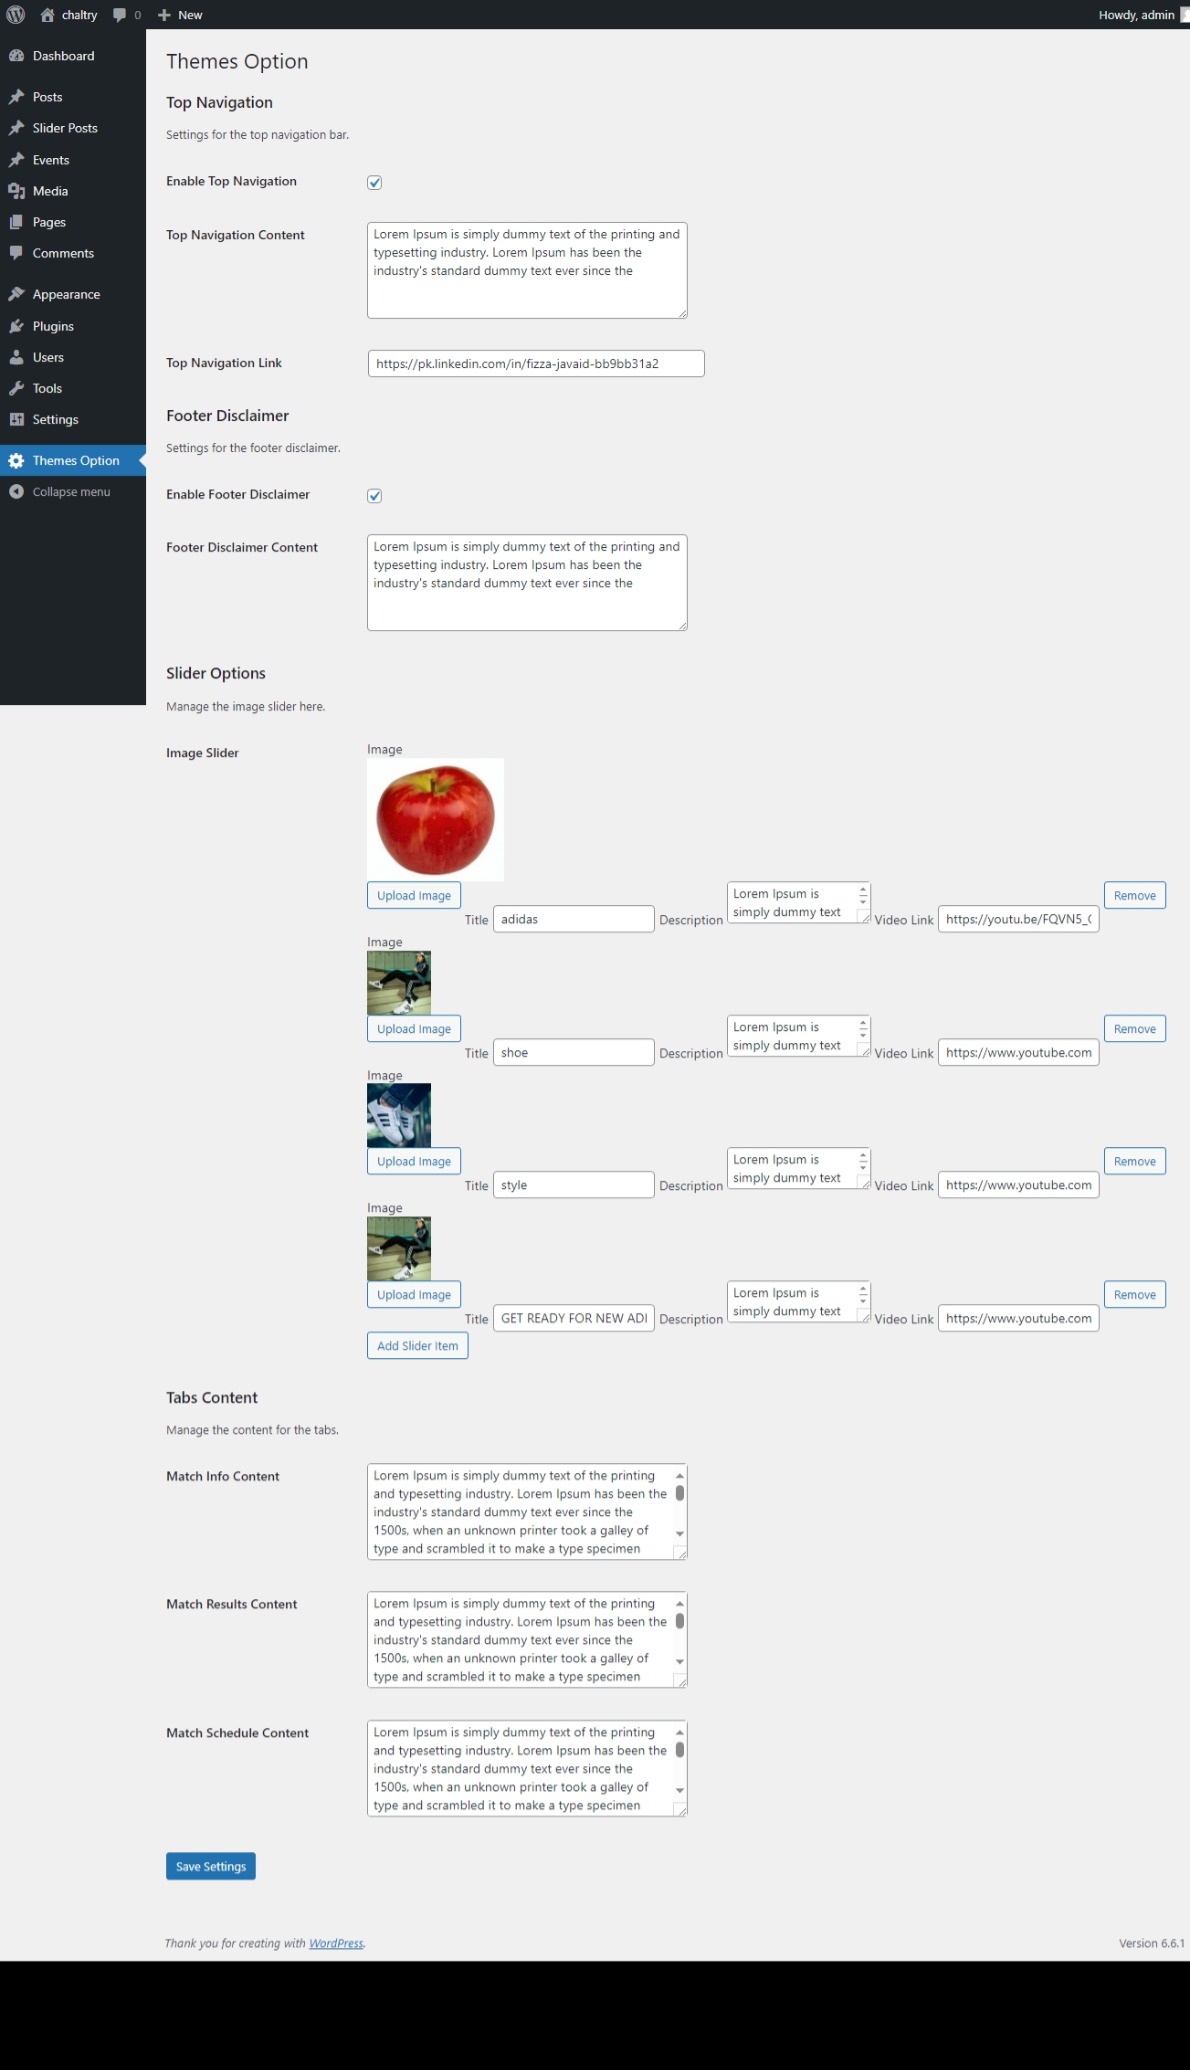 chaltry
0
New
Howdy, admin
Dashboard
Posts
Slider Posts
Events
Media
Pages
Comments
Appearance
Plugins
Users
Tools
Settings
Themes Option
Collapse menu
Themes Option
Top Navigation
Settings for the top navigation bar.
Enable Top Navigation
Top Navigation Content
Lorem Ipsum is simply dummy text of the printing and
typesetting industry. Lorem Ipsum has been the
industry's standard dummy text ever since the
Top Navigation Link
https://pk.linkedin.com/in/fizza-javaid-bb9bb31a2
Footer Disclaimer
Settings for the footer disclaimer.
Enable Footer Disclaimer
Footer Disclaimer Content
Lorem Ipsum is simply dummy text of the printing and
typesetting industry. Lorem Ipsum has been the
industry's standard dummy text ever since the
Slider Options
Manage the image slider here.
Image Slider
Image
Upload Image
Title adidas Description Lorem Ipsum is
simply dummy text
Video Link https://youtu.be/FQVN5_
Remove
Image
Upload Image
Title shoe Description Lorem Ipsum is
simply dummy text
Video Link https://www.youtube.com
Remove
Image
Upload Image
Title style Description Lorem Ipsum is
simply dummy text
Video Link https://www.youtube.com
Remove
Image
Upload Image
Title GET READY FOR NEW ADI Description Lorem Ipsum is
simply dummy text
Video Link https://www.youtube.com
Remove
Add Slider Item
Tabs Content
Manage the content for the tabs.
Match Info Content
Lorem Ipsum is simply dummy text of the printing
and typesetting industry. Lorem Ipsum has been the
industry's standard dummy text ever since the
1500s, when an unknown printer took a galley of
type and scrambled it to make a type specimen
Match Results Content
Lorem Ipsum is simply dummy text of the printing
and typesetting industry. Lorem Ipsum has been the
industry's standard dummy text ever since the
1500s, when an unknown printer took a galley of
type and scrambled it to make a type specimen
Match Schedule Content
Lorem Ipsum is simply dummy text of the printing
and typesetting industry. Lorem Ipsum has been the
industry's standard dummy text ever since the
1500s, when an unknown printer took a galley of
type and scrambled it to make a type specimen
Save Settings
Thank you for creating with WordPress.
Version 6.6.1